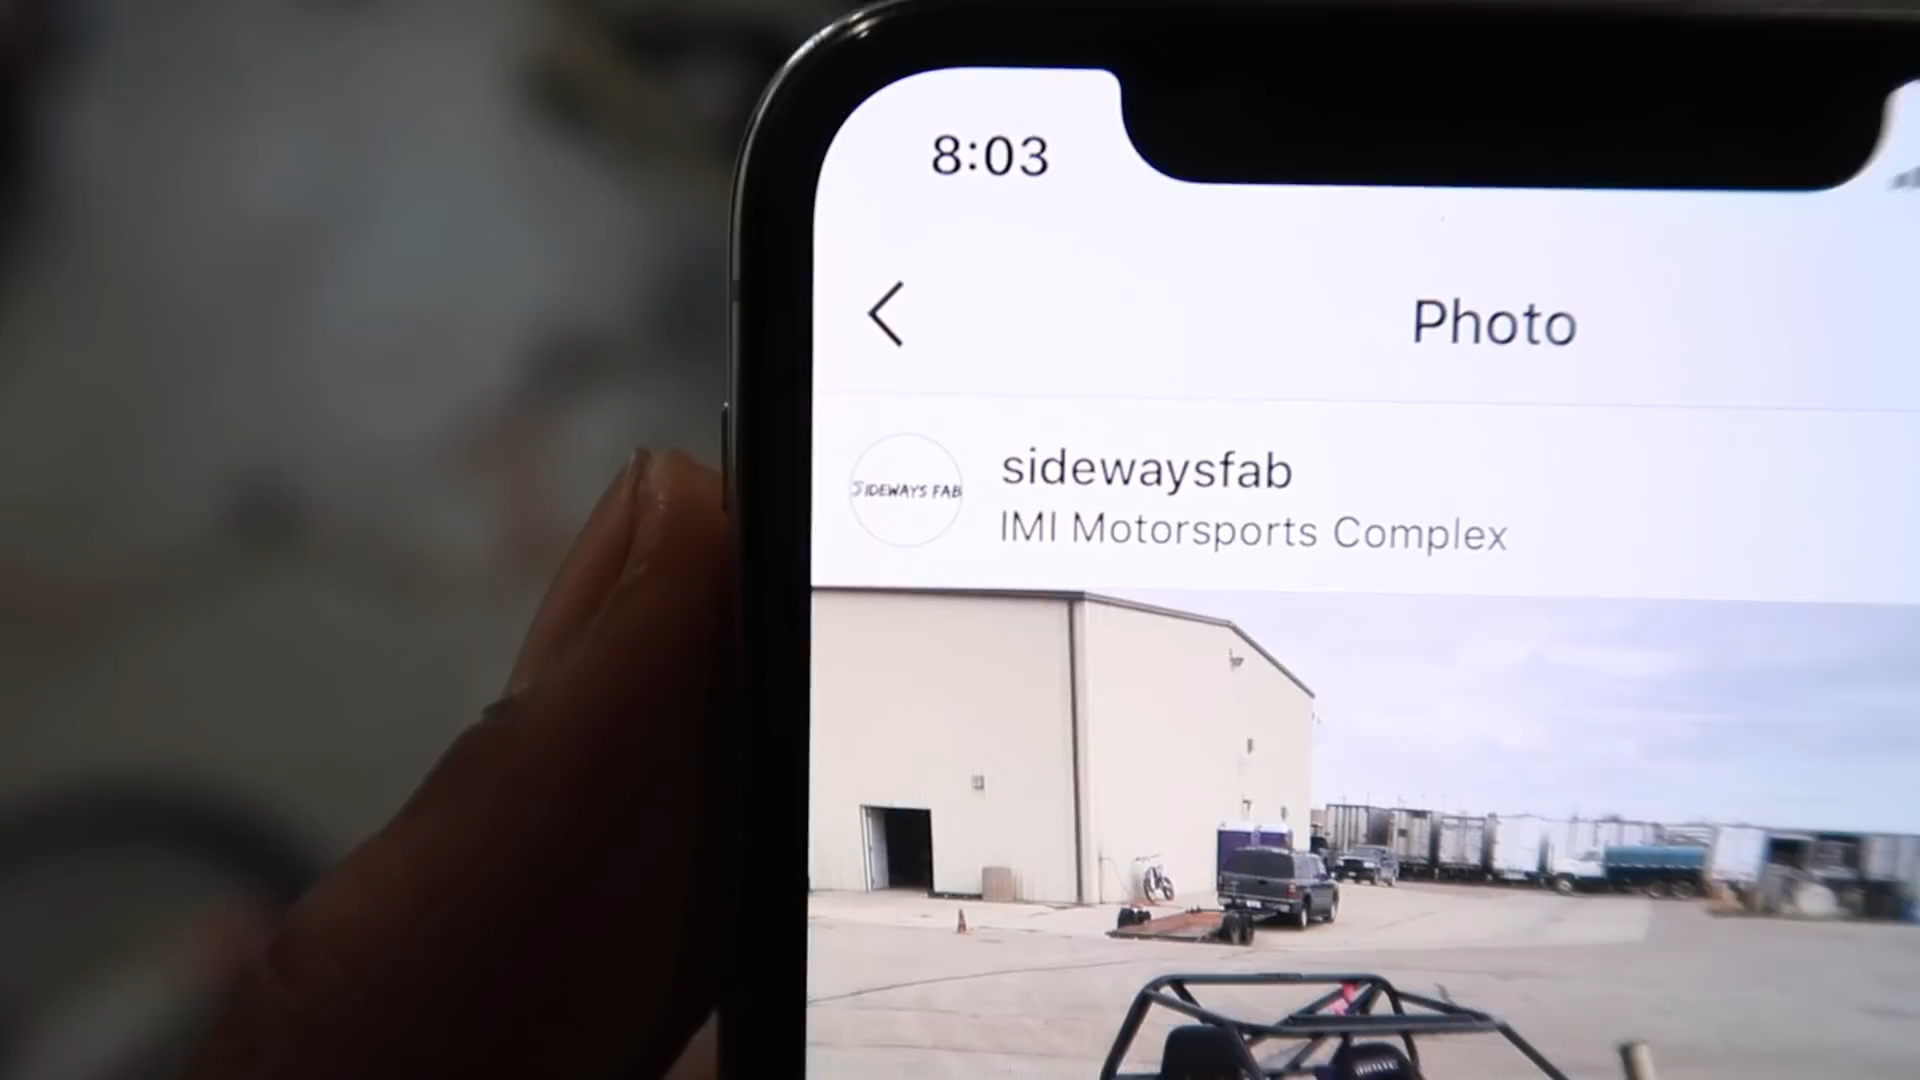 8:03
Photo
SIDEWAYS FAB
sidewaysfab
IMI Motorsports Complex